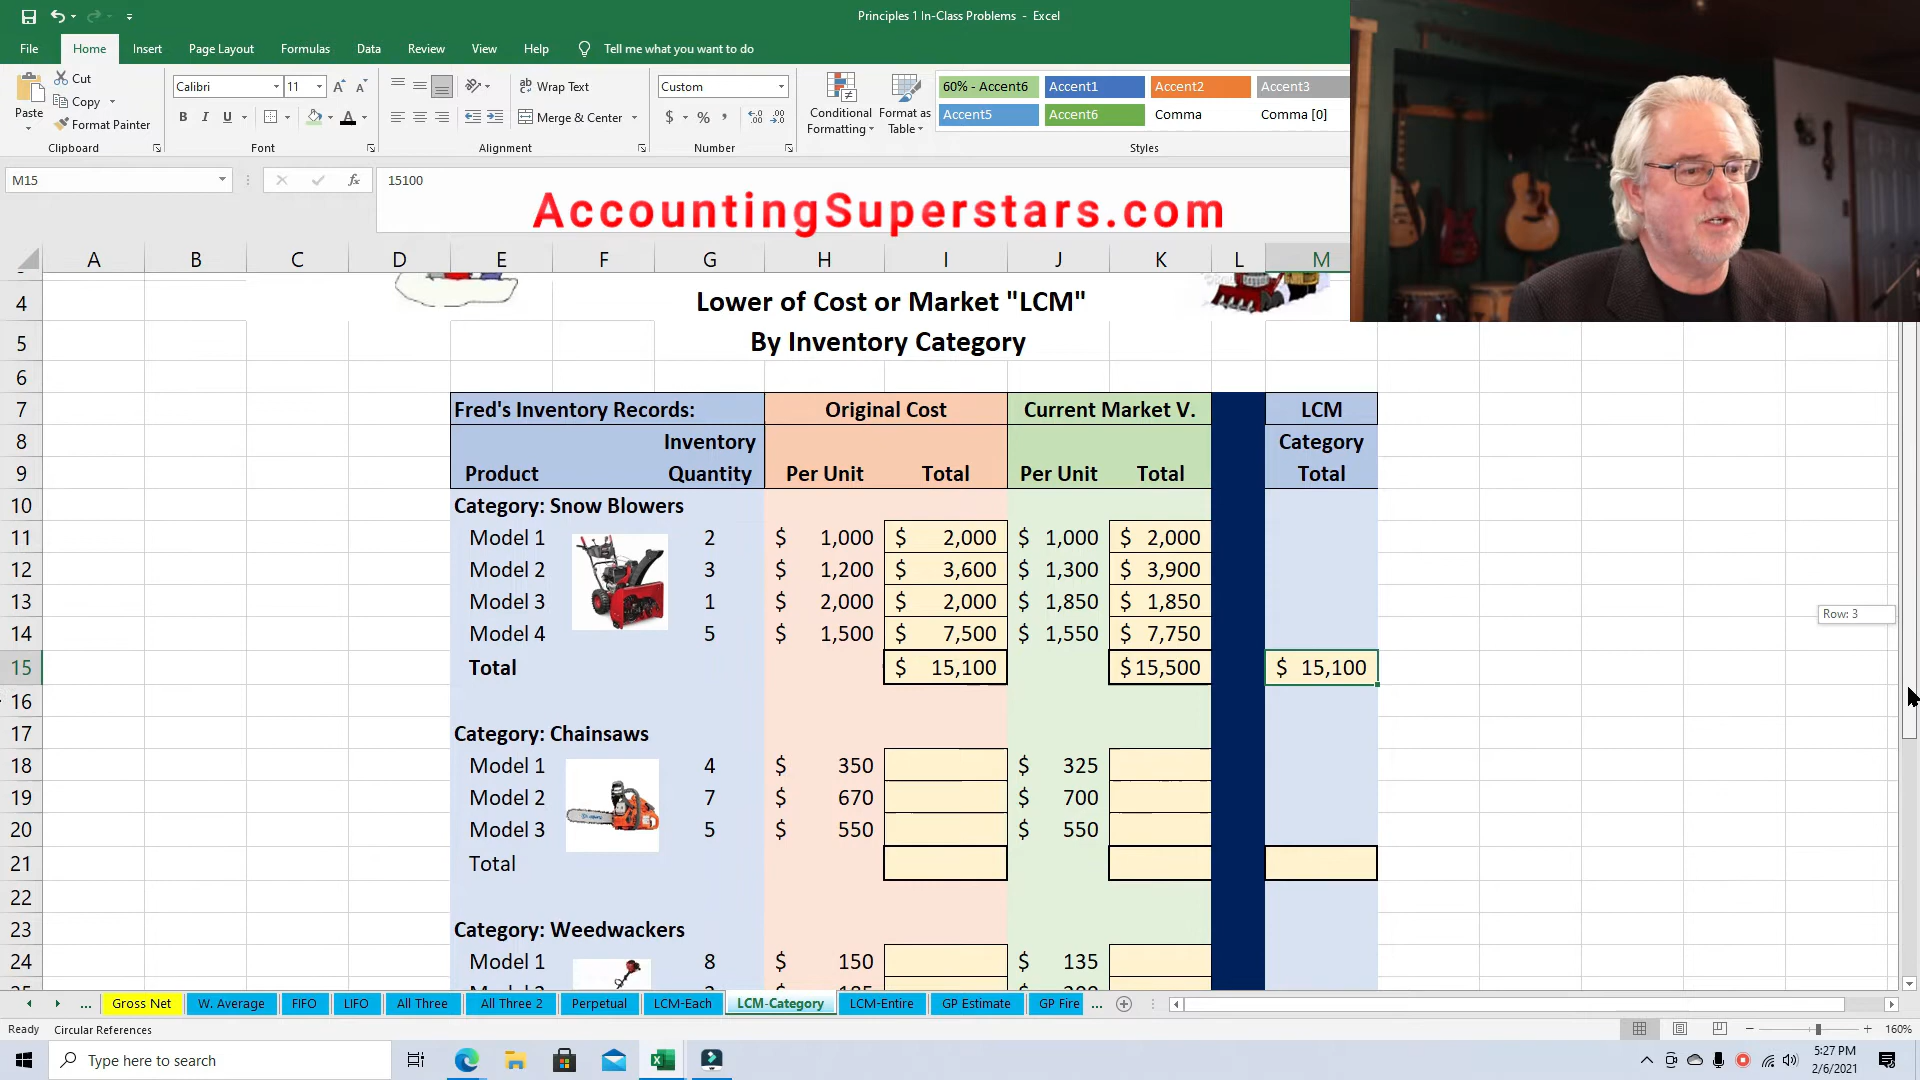 Principles 1 In-Class Problems - Excel
File Home Insert Page Layout Formulas Data Review View Help Tell me what you want to do
Paste
Cut
Copy
Format Painter
Calibri 11
B I U
Wrap Text
Merge & Center
Custom
$ %
Conditional Formatting
Format as Table
60% - Accent6 Accent1 Accent2 Accent3
Accent5 Accent6 Comma Comma [0]
Clipboard Font Alignment Number Styles
M15 fx 15100
AccountingSuperstars.com
A B C D E F G H I J K L M
4 Lower of Cost or Market "LCM"
5 By Inventory Category
6
7 Fred's Inventory Records: Original Cost Current Market V. LCM
8 Inventory Category
9 Product Quantity Per Unit Total Per Unit Total Total
10 Category: Snow Blowers
11 Model 1 2 $ 1,000 $ 2,000 $ 1,000 $ 2,000
12 Model 2 3 $ 1,200 $ 3,600 $ 1,300 $ 3,900
13 Model 3 1 $ 2,000 $ 2,000 $ 1,850 $ 1,850
14 Model 4 5 $ 1,500 $ 7,500 $ 1,550 $ 7,750
15 Total $ 15,100 $15,500 $ 15,100
16
17 Category: Chainsaws
18 Model 1 4 $ 350 $ 325
19 Model 2 7 $ 670 $ 700
20 Model 3 5 $ 550 $ 550
21 Total
22
23 Category: Weedwackers
24 Model 1 8 $ 150 $ 135
Row: 3
... Gross Net W. Average FIFO LIFO All Three All Three 2 Perpetual LCM-Each LCM-Category LCM-Entire GP Estimate GP Fire ...
Ready Circular References 160%
Type here to search
5:27 PM
2/6/2021